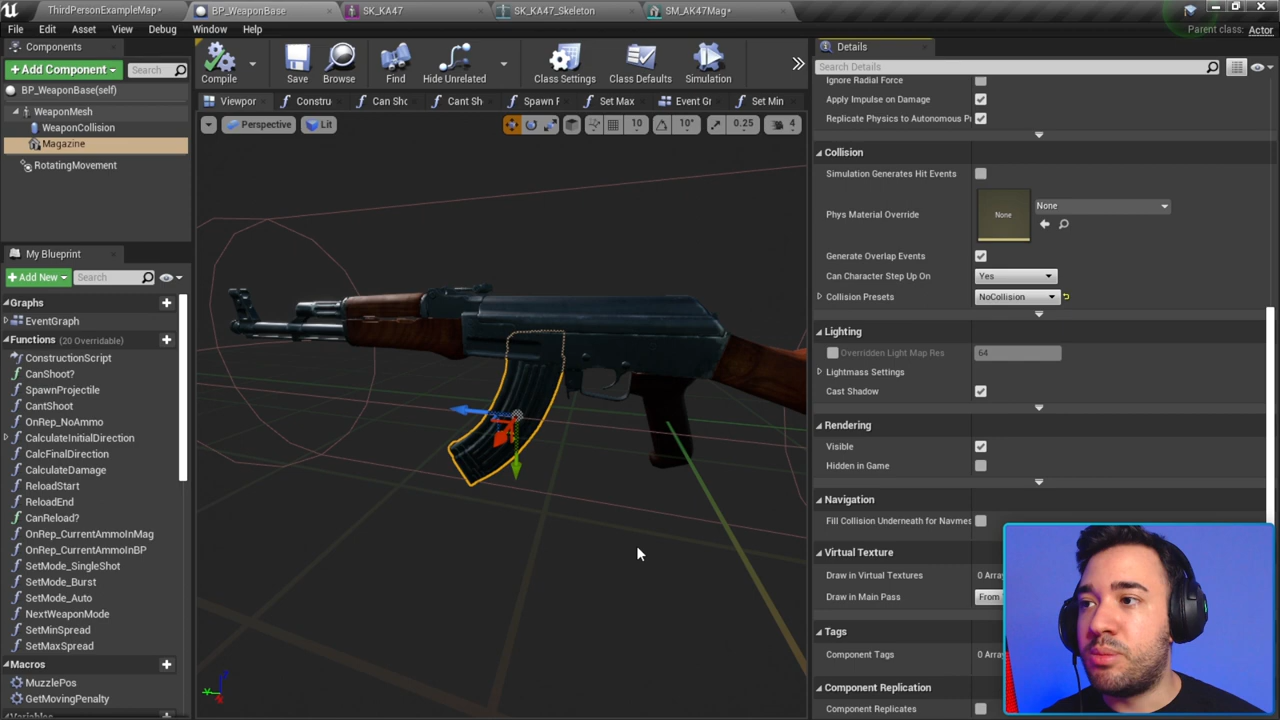 ThirdPersonExampleMap*
BP_WeaponBase
SK_KA47
SK_KA47_Skeleton
SM_AK47Mag*
File
Edit
Asset
View
Debug
Window
Help
Parent class: Actor
Components
+ Add Component
Search
BP_WeaponBase(self)
WeaponMesh
WeaponCollision
Magazine
RotatingMovement
Compile
Save
Browse
Find
Hide Unrelated
Class Settings
Class Defaults
Simulation
Viewpor
Constru
Can Sho
Cant Sh
Spawn F
Set Max
Event Gr
Set Min
Perspective
Lit
10
10°
0.25
4
My Blueprint
+ Add New
Search
Graphs
EventGraph
Functions (20 Overridable)
ConstructionScript
CanShoot?
SpawnProjectile
CantShoot
OnRep_NoAmmo
CalculateInitialDirection
CalcFinalDirection
CalculateDamage
ReloadStart
ReloadEnd
CanReload?
OnRep_CurrentAmmoInMag
OnRep_CurrentAmmoInBP
SetMode_SingleShot
SetMode_Burst
SetMode_Auto
NextWeaponMode
SetMinSpread
SetMaxSpread
Macros
MuzzlePos
GetMovingPenalty
Details
Search Details
Ignore Radial Force
Apply Impulse on Damage
Replicate Physics to Autonomous P
Collision
Simulation Generates Hit Events
Phys Material Override
None
None
Generate Overlap Events
Can Character Step Up On
Yes
Collision Presets
NoCollision
Lighting
Overridden Light Map Res
64
Lightmass Settings
Cast Shadow
Rendering
Visible
Hidden in Game
Navigation
Fill Collision Underneath for Navmes
Virtual Texture
Draw in Virtual Textures
0 Array
Draw in Main Pass
From
Tags
Component Tags
0 Array
Component Replication
Component Replicates